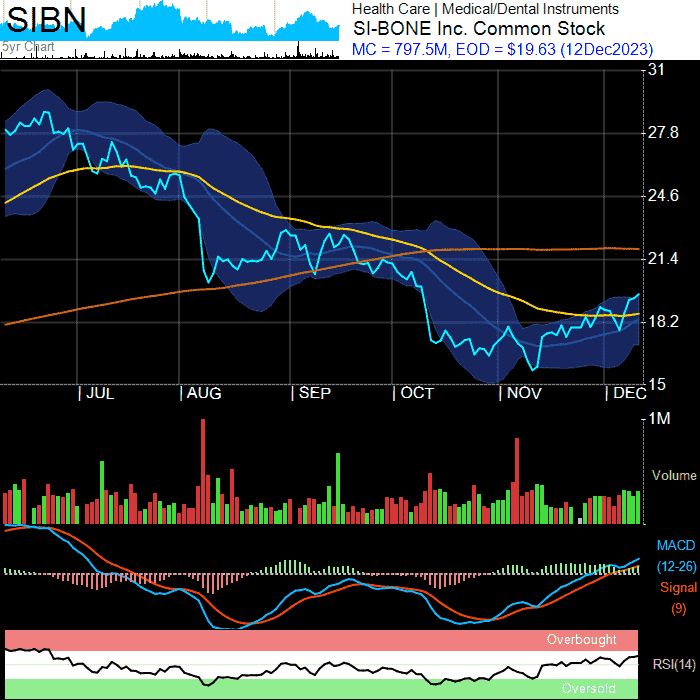 SIBN
5yr Chart
Health Care | Medical/Dental Instruments
SI-BONE Inc. Common Stock
MC = 797.5M, EOD = $19.63 (12Dec2023)
31
27.8
24.6
21.4
18.2
15
JUL AUG SEP OCT NOV DEC
1M
Volume
MACD
(12-26)
Signal
(9)
Overbought
RSI(14)
Oversold